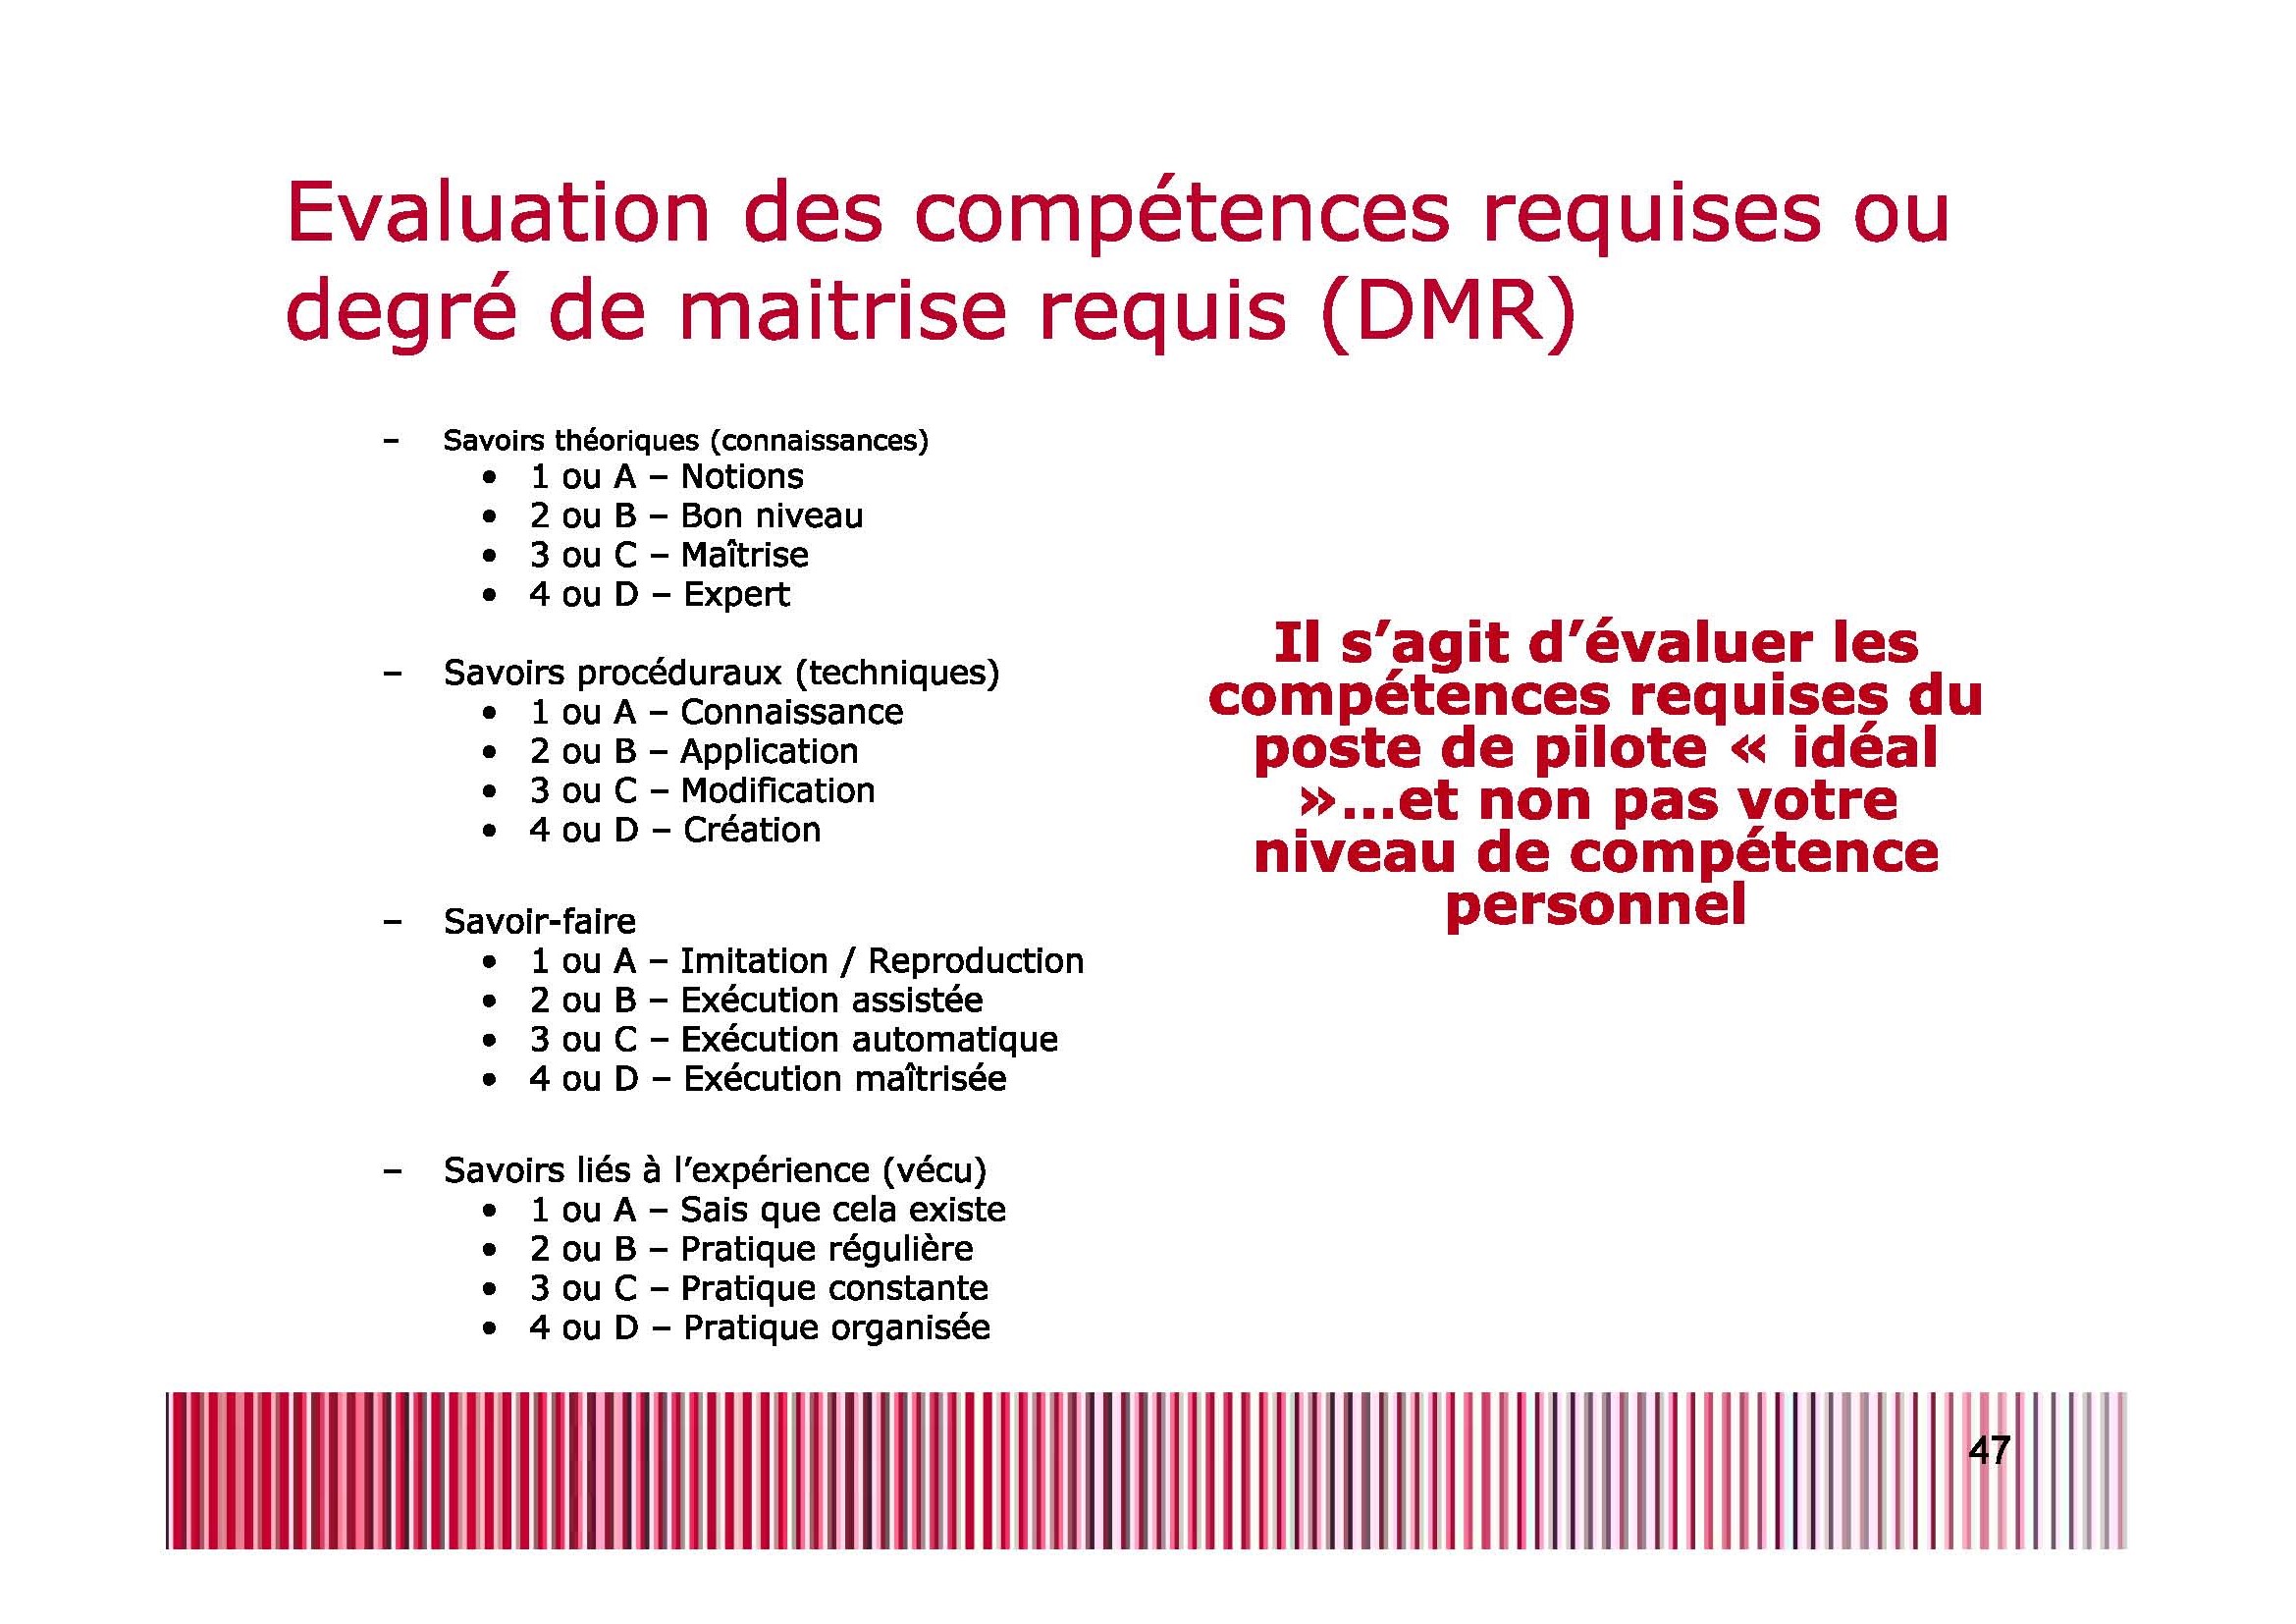 Evaluation des compétences requises ou
degré de maitrise requis (DMR)
– Savoirs théoriques (connaissances)
• 1 ou A – Notions
• 2 ou B – Bon niveau
• 3 ou C – Maîtrise
• 4 ou D – Expert
– Savoirs procéduraux (techniques)
• 1 ou A – Connaissance
• 2 ou B – Application
• 3 ou C – Modification
• 4 ou D – Création
– Savoir-faire
• 1 ou A – Imitation / Reproduction
• 2 ou B – Exécution assistée
• 3 ou C – Exécution automatique
• 4 ou D – Exécution maîtrisée
– Savoirs liés à l’expérience (vécu)
• 1 ou A – Sais que cela existe
• 2 ou B – Pratique régulière
• 3 ou C – Pratique constante
• 4 ou D – Pratique organisée
Il s’agit d’évaluer les
compétences requises du
poste de pilote « idéal
»…et non pas votre
niveau de compétence
personnel
47